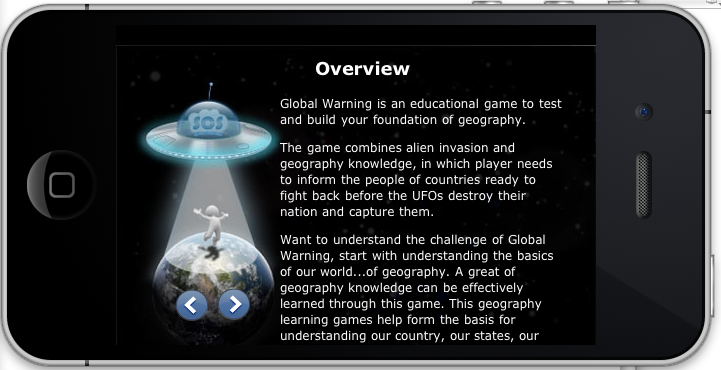 Overview
SOS
Global Warning is an educational game to test
and build your foundation of geography.
The game combines alien invasion and
geography knowledge, in which player needs
to inform the people of countries ready to
fight back before the UFOs destroy their
nation and capture them.
Want to understand the challenge of Global
Warning, start with understanding the basics
of our world...of geography. A great of
geography knowledge can be effectively
learned through this game. This geography
learning games help form the basis for
understanding our country, our states, our